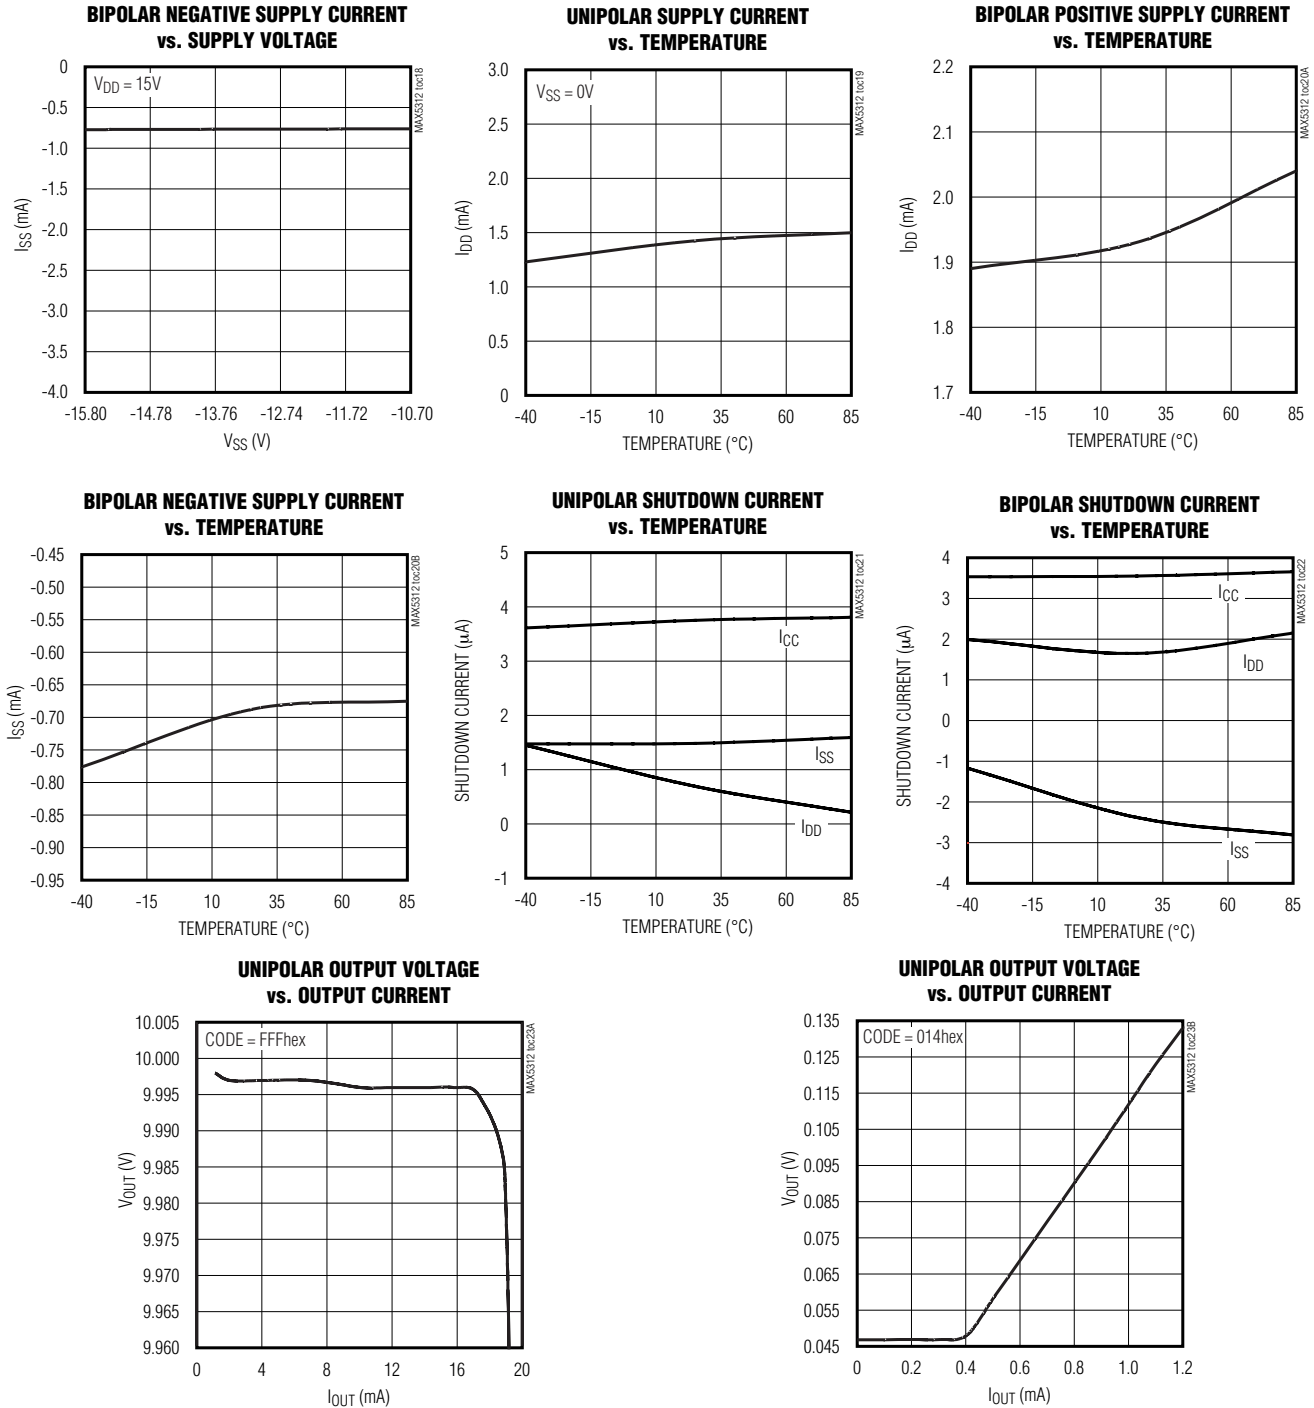 BIPOLAR NEGATIVE SUPPLY CURRENT
vs. SUPPLY VOLTAGE
VDD = 15V
MAX5312 toc18
0
-0.5
-1.0
-1.5
-2.0
-2.5
-3.0
-3.5
-4.0
ISS (mA)
-15.80 -14.78 -13.76 -12.74 -11.72 -10.70
VSS (V)
UNIPOLAR SUPPLY CURRENT
vs. TEMPERATURE
VSS = 0V
MAX5312 toc19
3.0
2.5
2.0
1.5
1.0
0.5
0
IDD (mA)
-40 -15 10 35 60 85
TEMPERATURE (°C)
BIPOLAR POSITIVE SUPPLY CURRENT
vs. TEMPERATURE
MAX5312 toc20A
2.2
2.1
2.0
1.9
1.8
1.7
IDD (mA)
-40 -15 10 35 60 85
TEMPERATURE (°C)
BIPOLAR NEGATIVE SUPPLY CURRENT
vs. TEMPERATURE
MAX5312 toc20B
-0.45
-0.50
-0.55
-0.60
-0.65
-0.70
-0.75
-0.80
-0.85
-0.90
-0.95
ISS (mA)
-40 -15 10 35 60 85
TEMPERATURE (°C)
UNIPOLAR SHUTDOWN CURRENT
vs. TEMPERATURE
MAX5312 toc21
5
4
3
2
1
0
-1
SHUTDOWN CURRENT (µA)
ICC
ISS
IDD
-40 -15 10 35 60 85
TEMPERATURE (°C)
BIPOLAR SHUTDOWN CURRENT
vs. TEMPERATURE
MAX5312 toc22
4
3
2
1
0
-1
-2
-3
-4
SHUTDOWN CURRENT (µA)
ICC
IDD
ISS
-40 -15 10 35 60 85
TEMPERATURE (°C)
UNIPOLAR OUTPUT VOLTAGE
vs. OUTPUT CURRENT
CODE = FFFhex
MAX5312 toc23A
10.005
10.000
9.995
9.990
9.985
9.980
9.975
9.970
9.965
9.960
VOUT (V)
0 4 8 12 16 20
IOUT (mA)
UNIPOLAR OUTPUT VOLTAGE
vs. OUTPUT CURRENT
CODE = 014hex
MAX5312 toc23B
0.135
0.125
0.115
0.105
0.095
0.085
0.075
0.065
0.055
0.045
VOUT (V)
0 0.2 0.4 0.6 0.8 1.0 1.2
IOUT (mA)